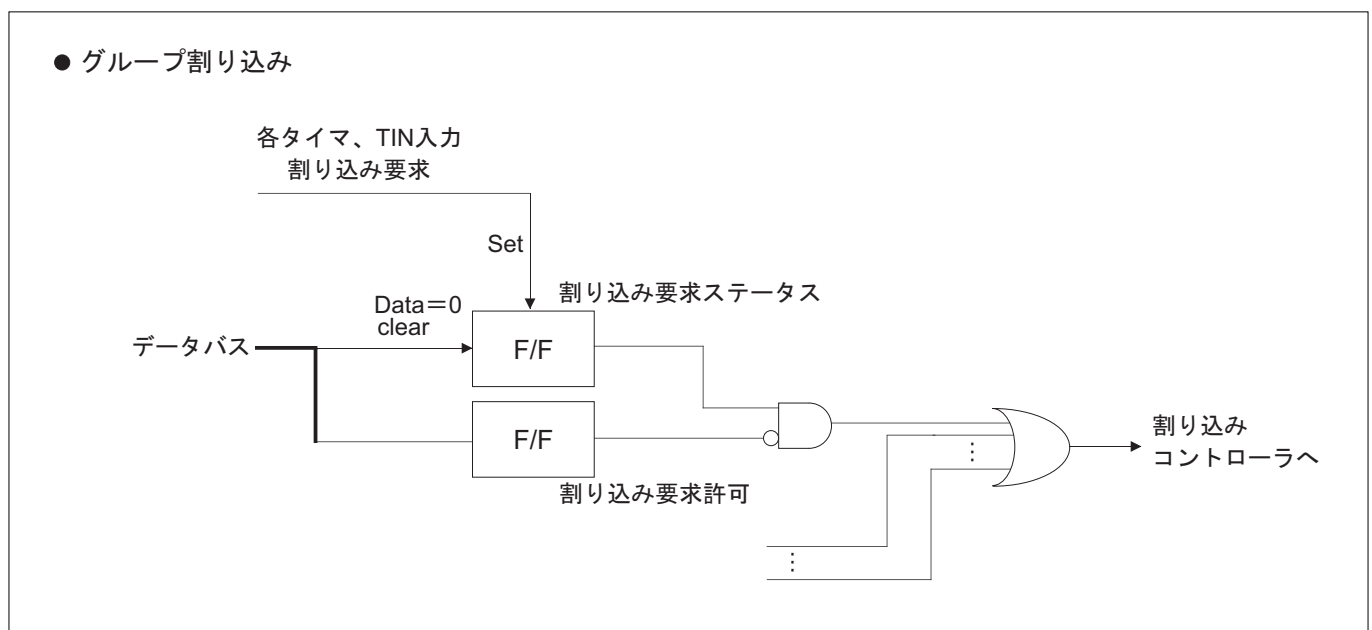 ● グループ割り込み
各タイマ、TIN入力
割り込み要求
Set
割り込み要求ステータス
Data＝0
clear
データバス
F/F
F/F
割り込み要求許可
割り込み
コントローラへ